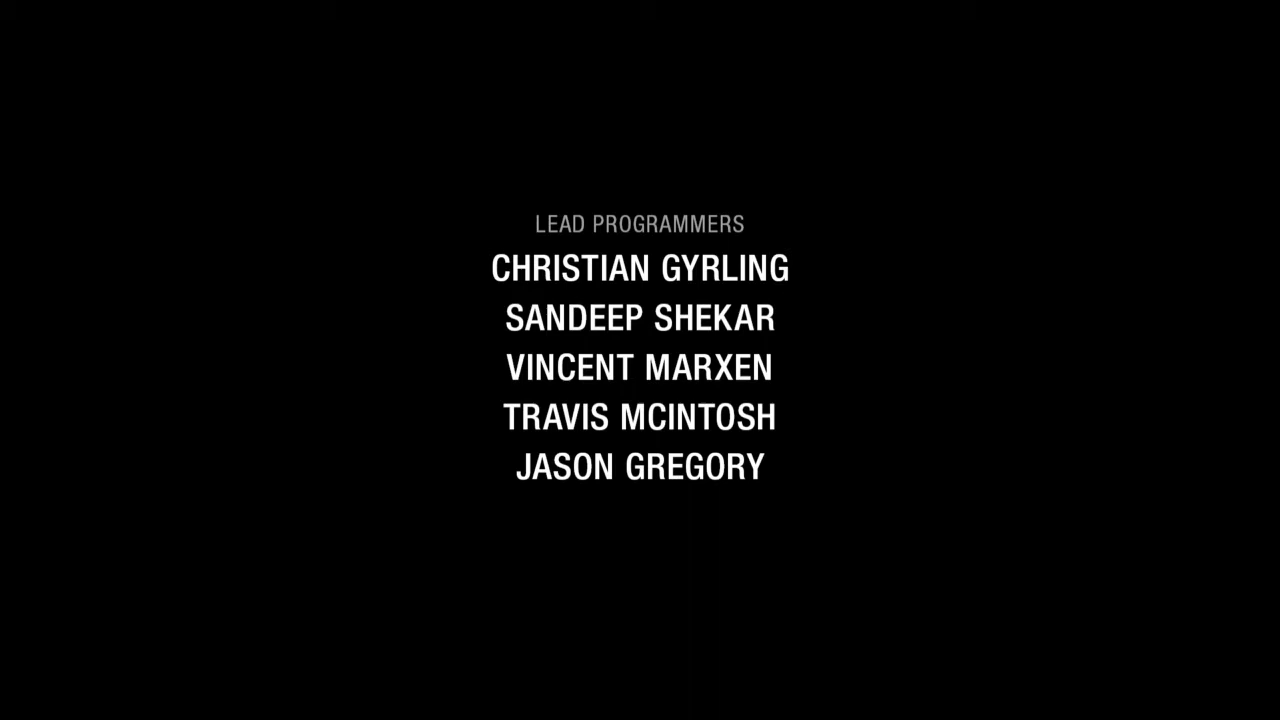 LEAD PROGRAMMERS
CHRISTIAN GYRLING
SANDEEP SHEKAR
VINCENT MARXEN
TRAVIS MCINTOSH
JASON GREGORY